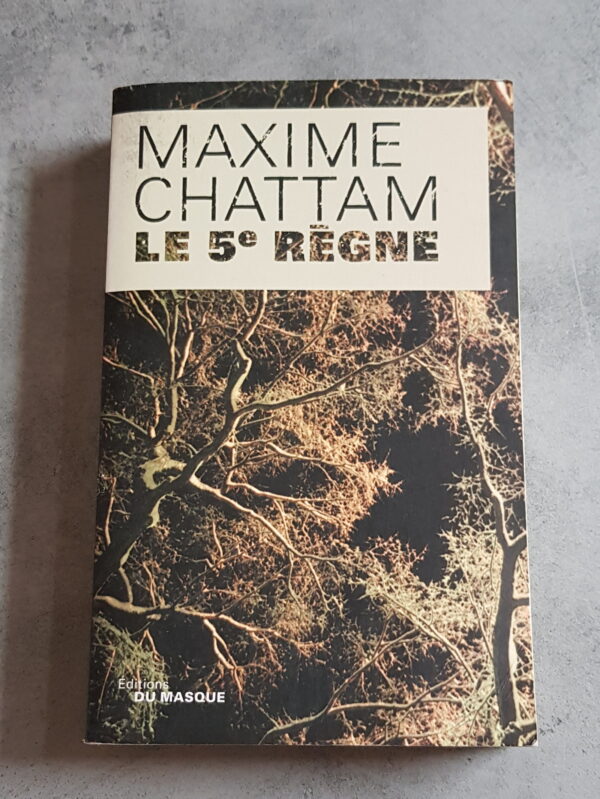 MAXIME
CHATTAM
LE 5e RÈGNE
Éditions
DU MASQUE